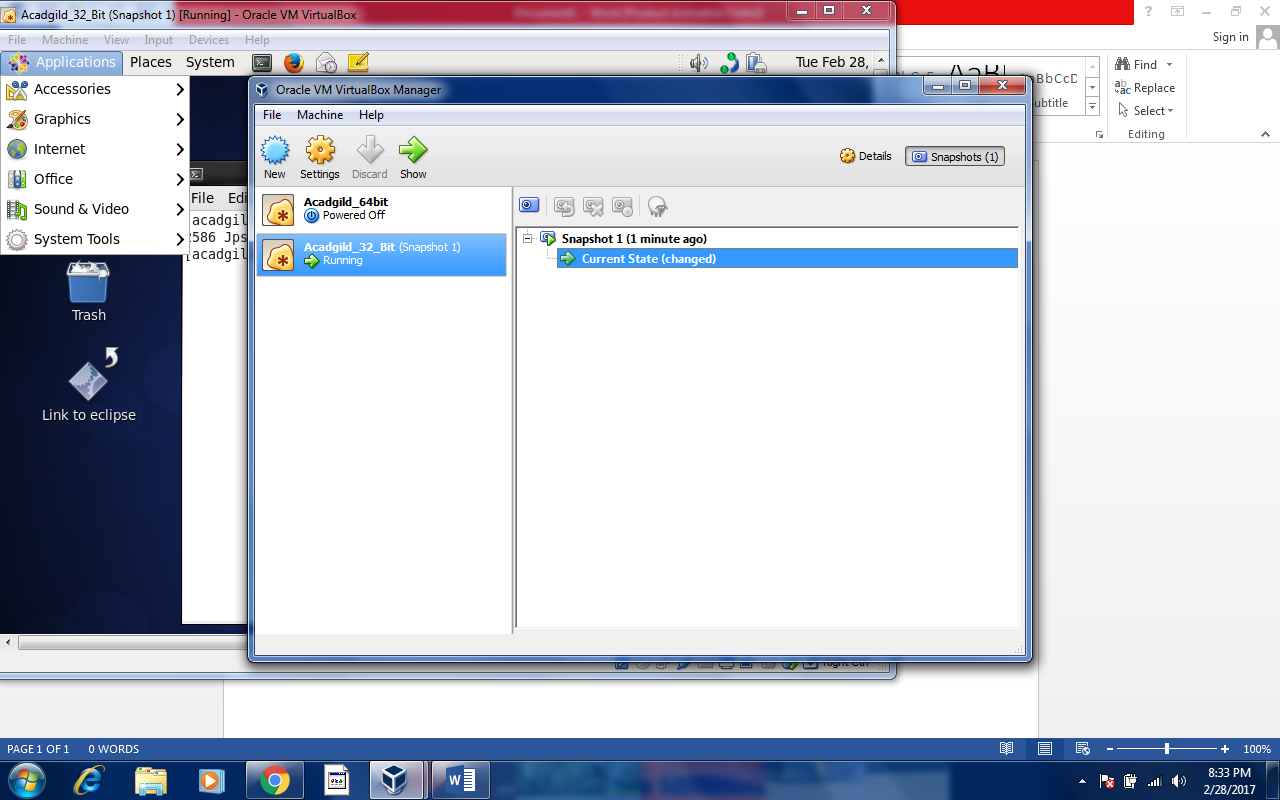 Acadgild_32_Bit (Snapshot 1) [Running] - Oracle VM VirtualBox
File Machine View Input Devices Help
Applications Places System Tue Feb 28,
Accessories
Graphics
Internet
Office
Sound & Video
System Tools
Trash
Link to eclipse
File Edi
[acadgil
2586 Jps
[acadgil
Right Ctrl
Oracle VM VirtualBox Manager
File Machine Help
New Settings Discard Show
Details Snapshots (1)
Acadgild_64bit
Powered Off
Acadgild_32_Bit (Snapshot 1)
Running
Snapshot 1 (1 minute ago)
Current State (changed)
Sign in
BbCcD
ubtitle
Find
Replace
Select
Editing
PAGE 1 OF 1 0 WORDS
100%
8:33 PM
2/28/2017